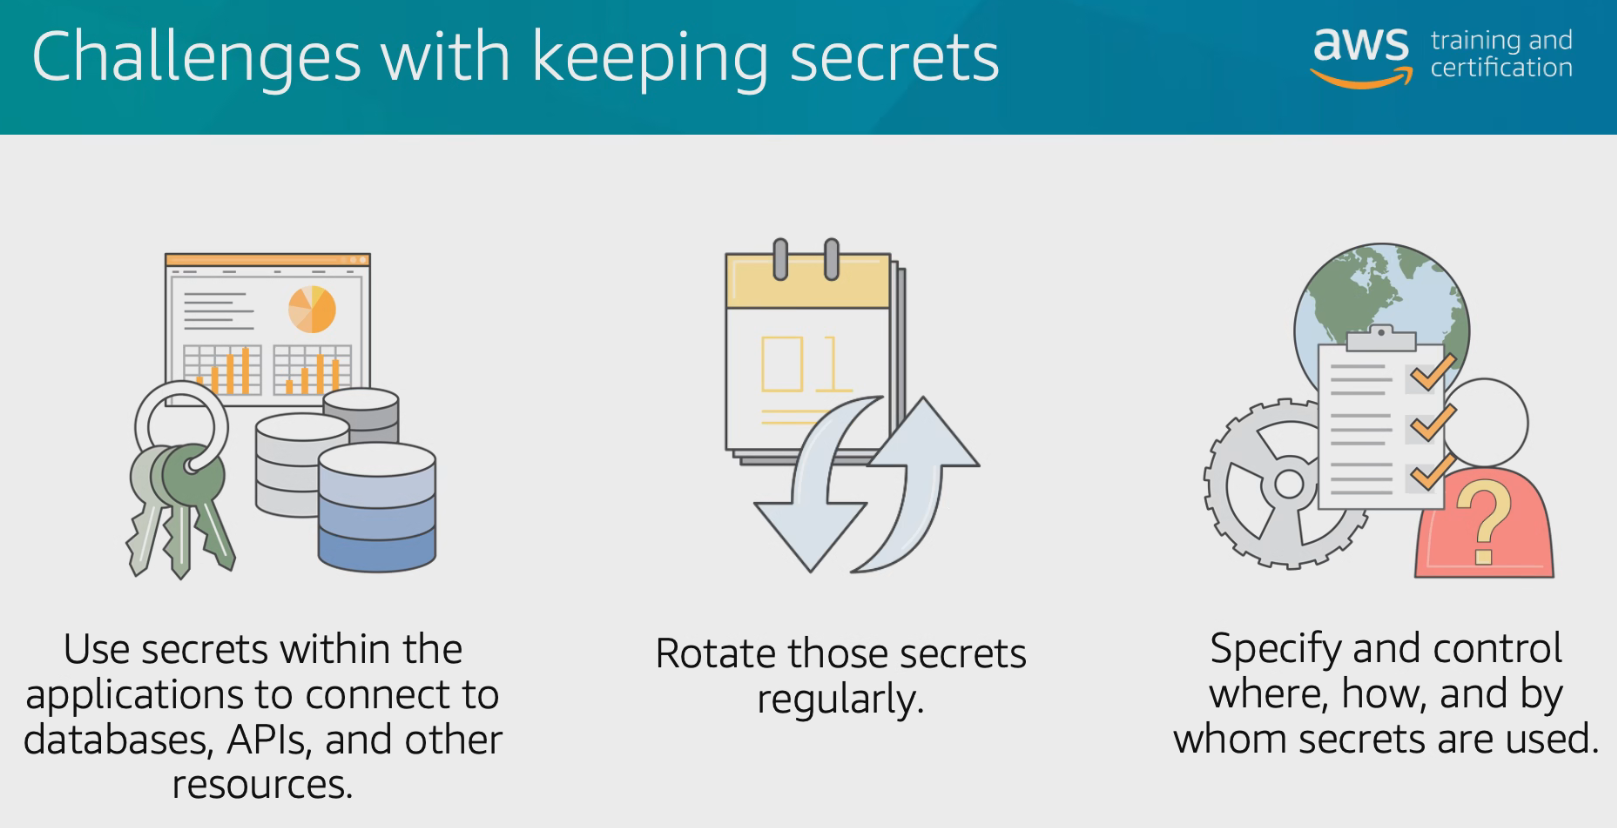 Challenges with keeping secrets
aws training and
certification
01
?
Use secrets within the
applications to connect to
databases, APIs, and other
resources.
Rotate those secrets
regularly.
Specify and control
where, how, and by
whom secrets are used.